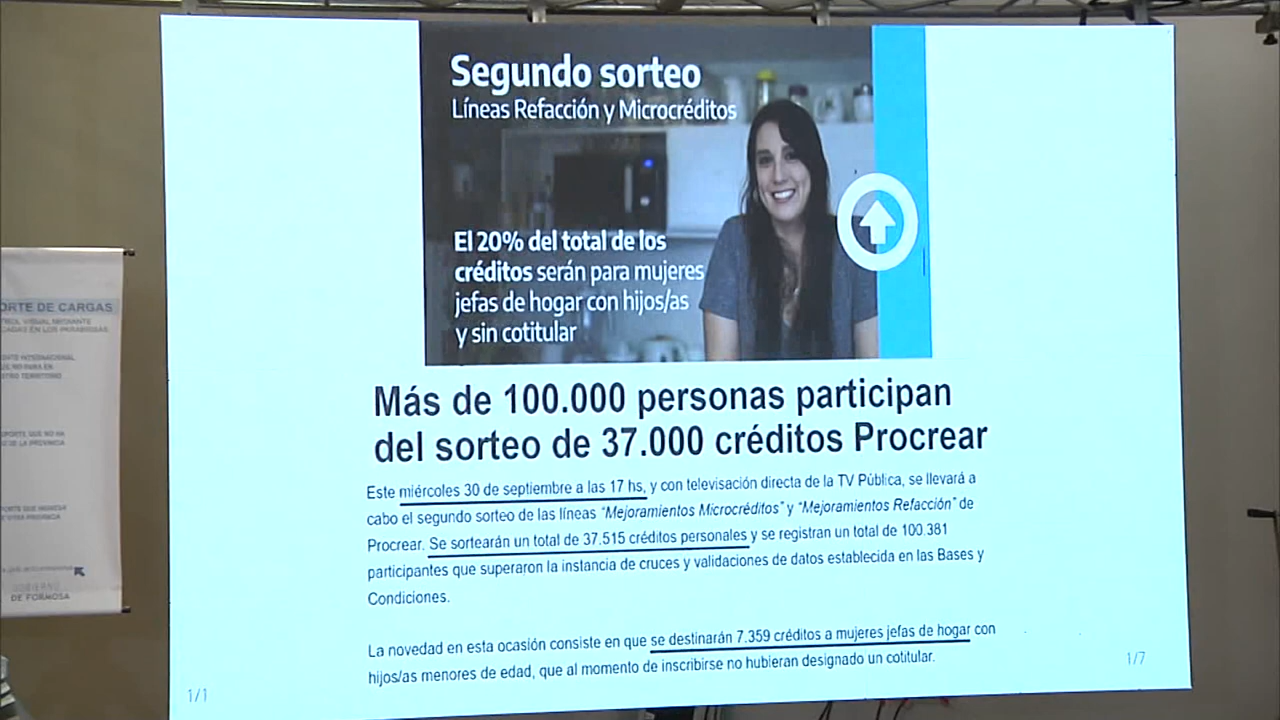 Segundo sorteo
Líneas Refacción y Microcréditos
El 20% del total de los
créditos serán para mujeres
jefas de hogar con hijos/as
y sin cotitular
Más de 100.000 personas participan
del sorteo de 37.000 créditos Procrear
Este miércoles 30 de septiembre a las 17 hs, y con televisación directa de la TV Pública, se llevará a
cabo el segundo sorteo de las líneas “Mejoramientos Microcréditos” y “Mejoramientos Refacción” de
Procrear. Se sortearán un total de 37.515 créditos personales y se registran un total de 100.381
participantes que superaron la instancia de cruces y validaciones de datos establecida en las Bases y
Condiciones.
La novedad en esta ocasión consiste en que se destinarán 7.359 créditos a mujeres jefas de hogar con
hijos/as menores de edad, que al momento de inscribirse no hubieran designado un cotitular.
1/1
1/7
ORTE DE CARGAS
DE FORMOSA